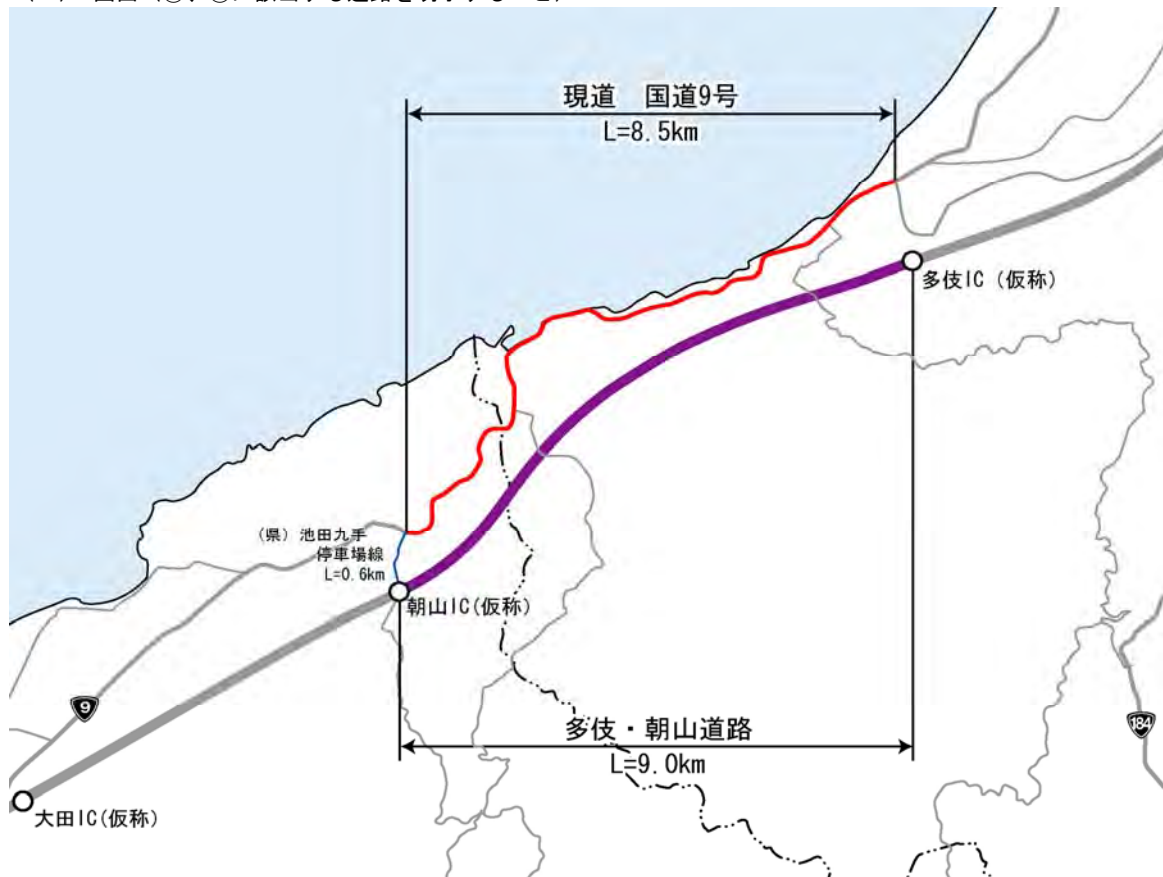 現道 国道9号
L=8.5km
多伎IC(仮称)
(県)池田久手
停車場線
L=0.6km
朝山IC(仮称)
9
多伎・朝山道路
L=9.0km
184
大田IC(仮称)